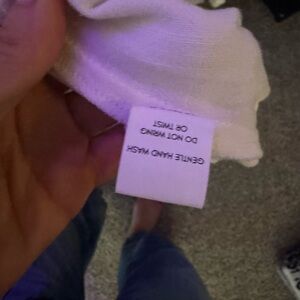 GENTLE HAND WASH
DO NOT WRING
OR TWIST